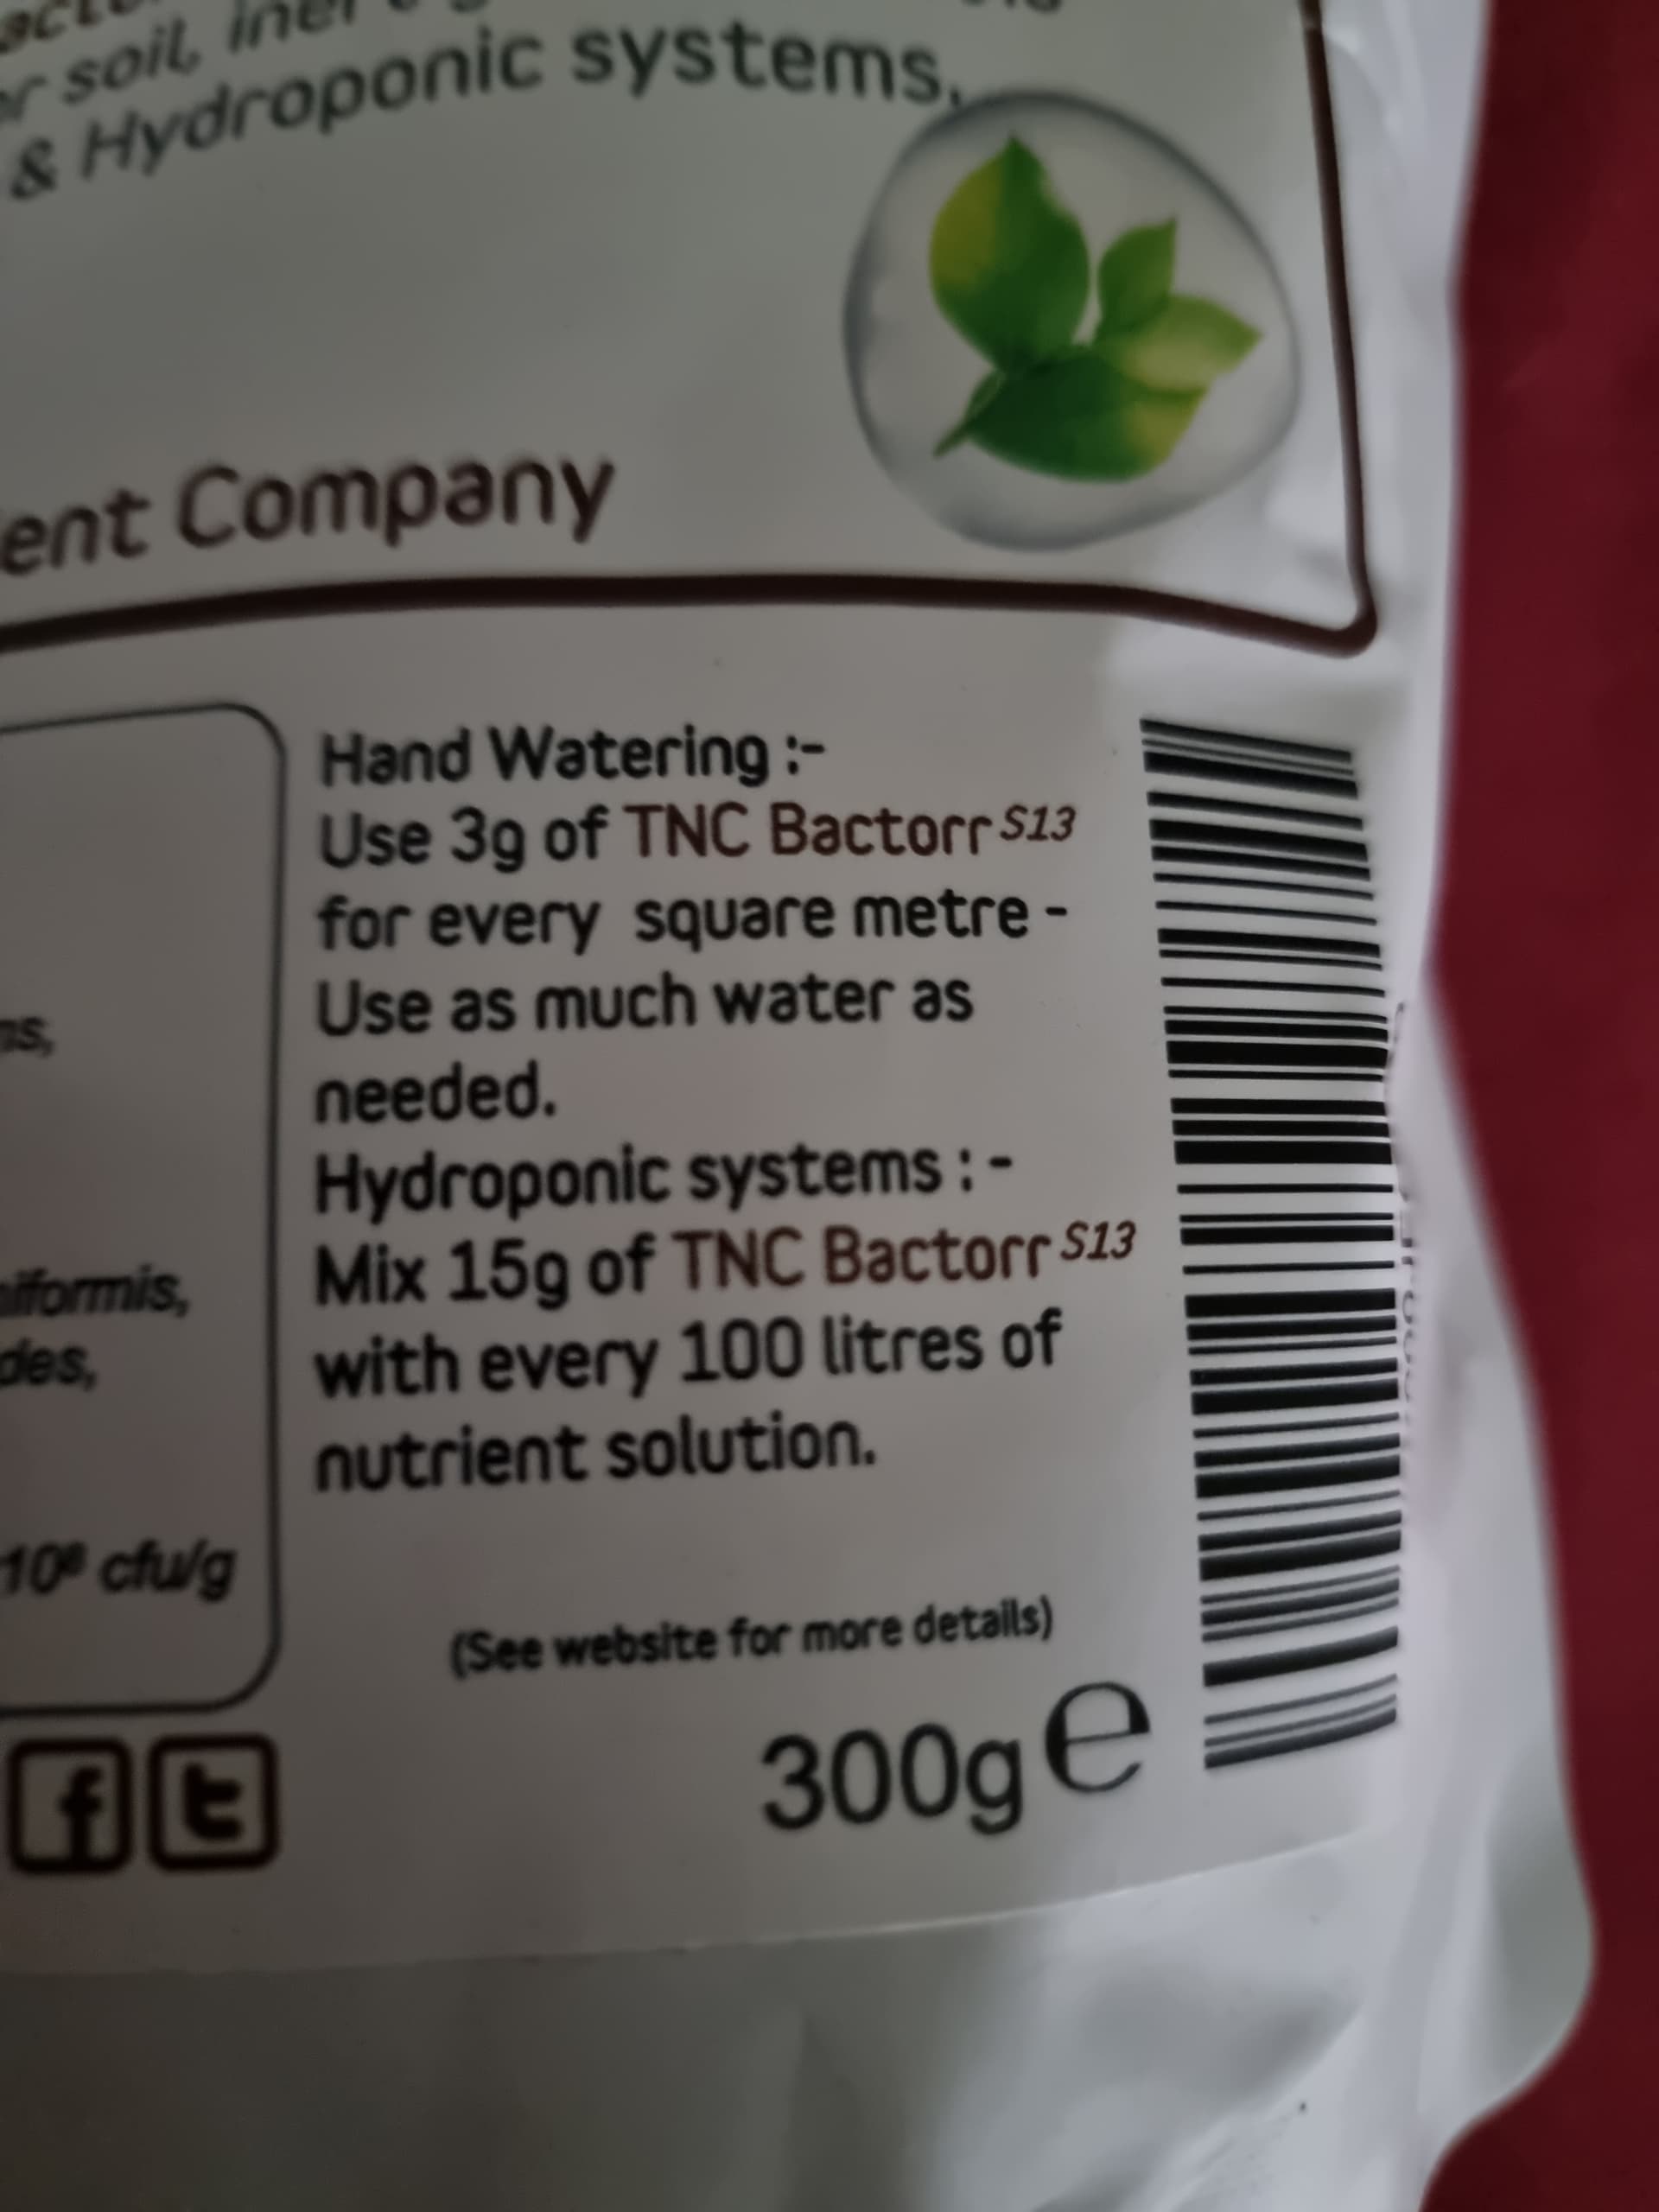 soil,
& Hydroponic systems.
Company
Hand Watering :-
Use 3g of TNC Bactorr S13
for every square metre -
Use as much water as
needed.
Hydroponic systems : -
Mix 15g of TNC Bactorr S13
with every 100 litres of
nutrient solution.
cfu/g
(See website for more details)
300g e
f t